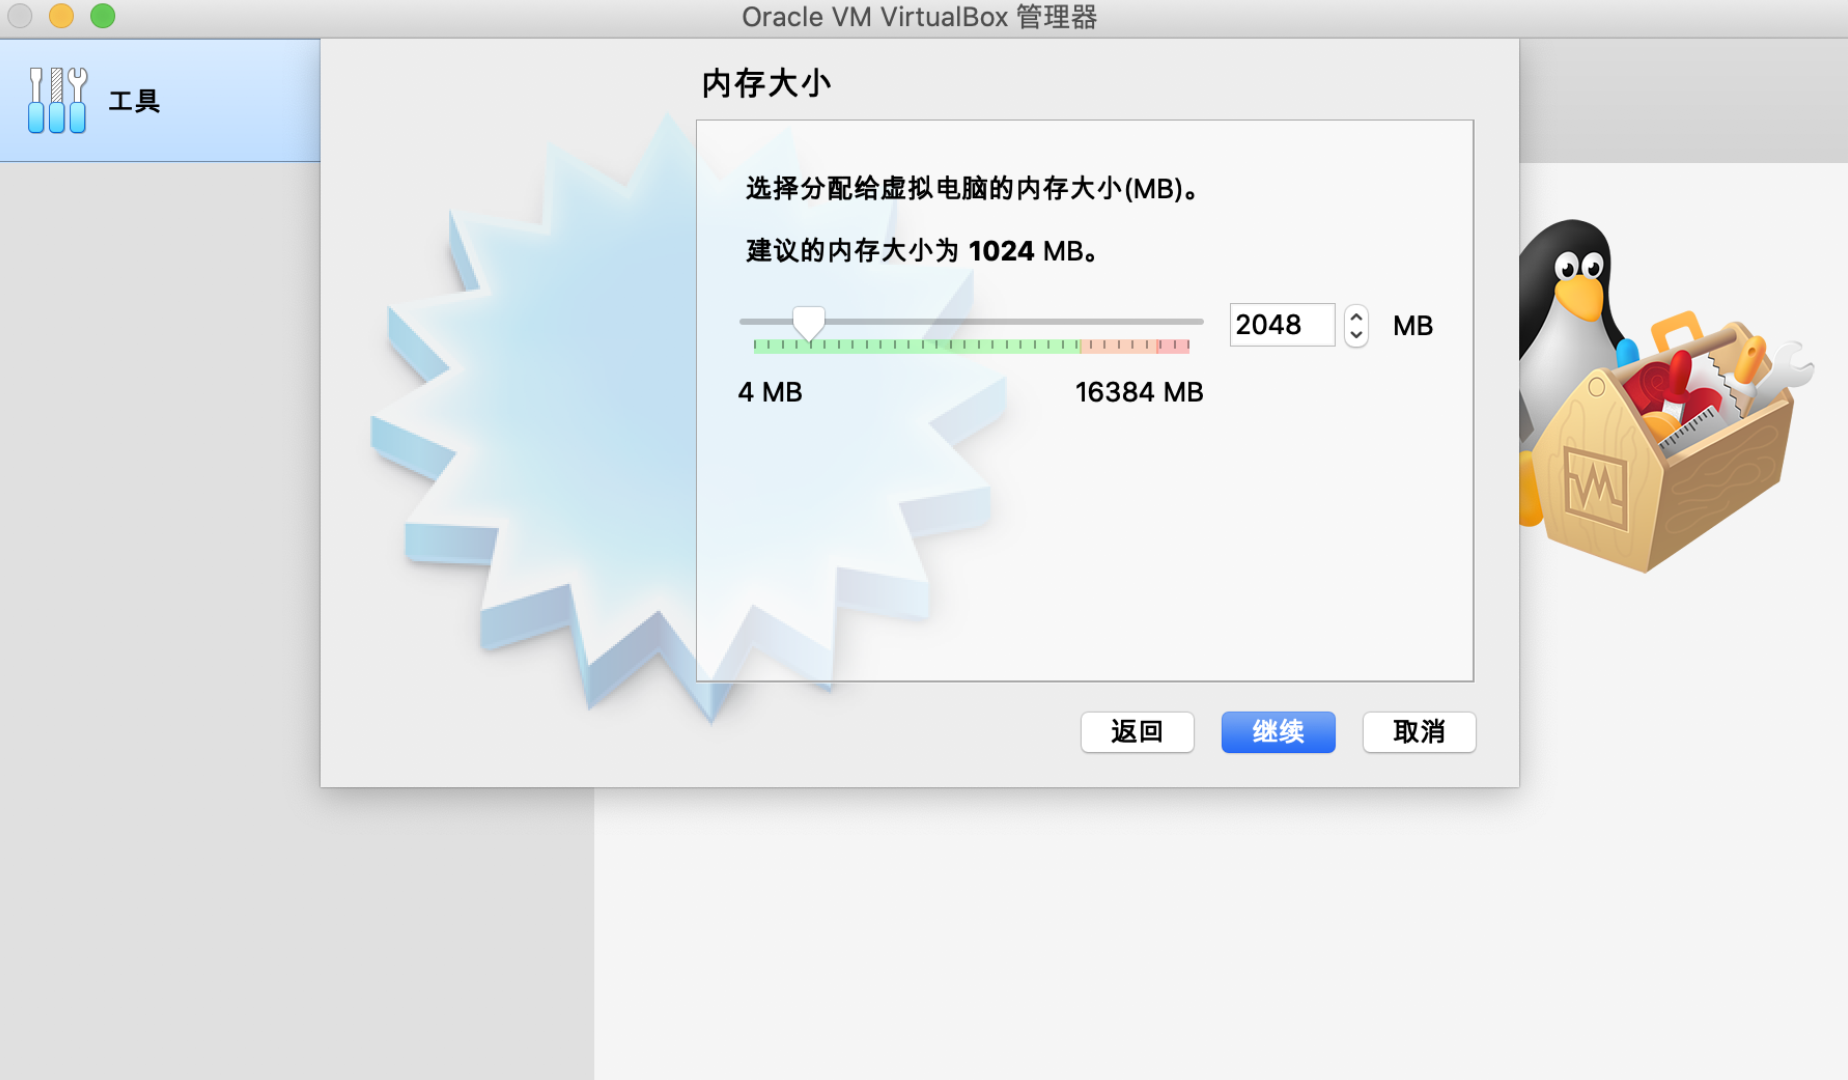 Oracle VM VirtualBox 管理器
工具
内存大小
选择分配给虚拟电脑的内存大小(MB)。
建议的内存大小为 1024 MB。
2048 MB
4 MB 16384 MB
返回 继续 取消